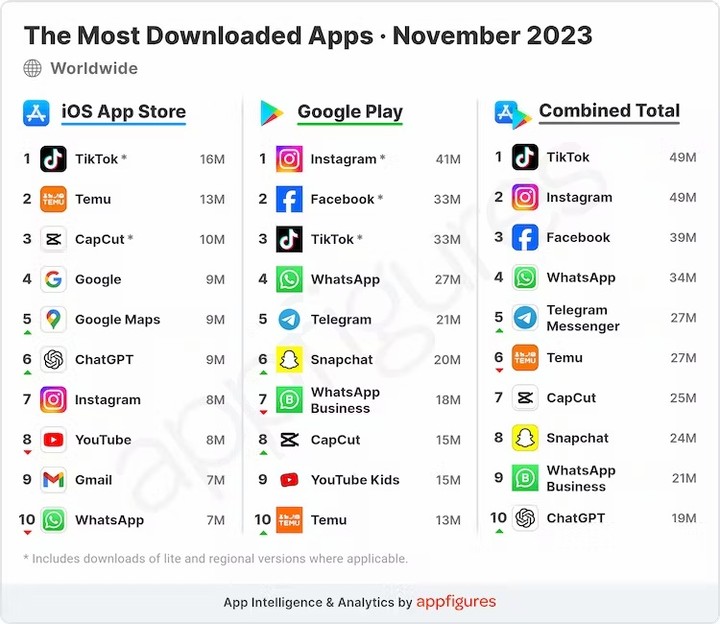 The Most Downloaded Apps · November 2023
Worldwide
iOS App Store
1 TikTok * 16M
2 Temu 13M
3 CapCut * 10M
4 Google 9M
5 Google Maps 9M
6 ChatGPT 9M
7 Instagram 8M
8 YouTube 8M
9 Gmail 7M
10 WhatsApp 7M
Google Play
1 Instagram * 41M
2 Facebook * 33M
3 TikTok * 33M
4 WhatsApp 27M
5 Telegram 21M
6 Snapchat 20M
7 WhatsApp
Business 18M
8 CapCut 15M
9 YouTube Kids 15M
10 Temu 13M
Combined Total
1 TikTok 49M
2 Instagram 49M
3 Facebook 39M
4 WhatsApp 34M
5 Telegram
Messenger 27M
6 Temu 27M
7 CapCut 25M
8 Snapchat 24M
9 WhatsApp
Business 21M
10 ChatGPT 19M
* Includes downloads of lite and regional versions where applicable.
App Intelligence & Analytics by appfigures
appfigures